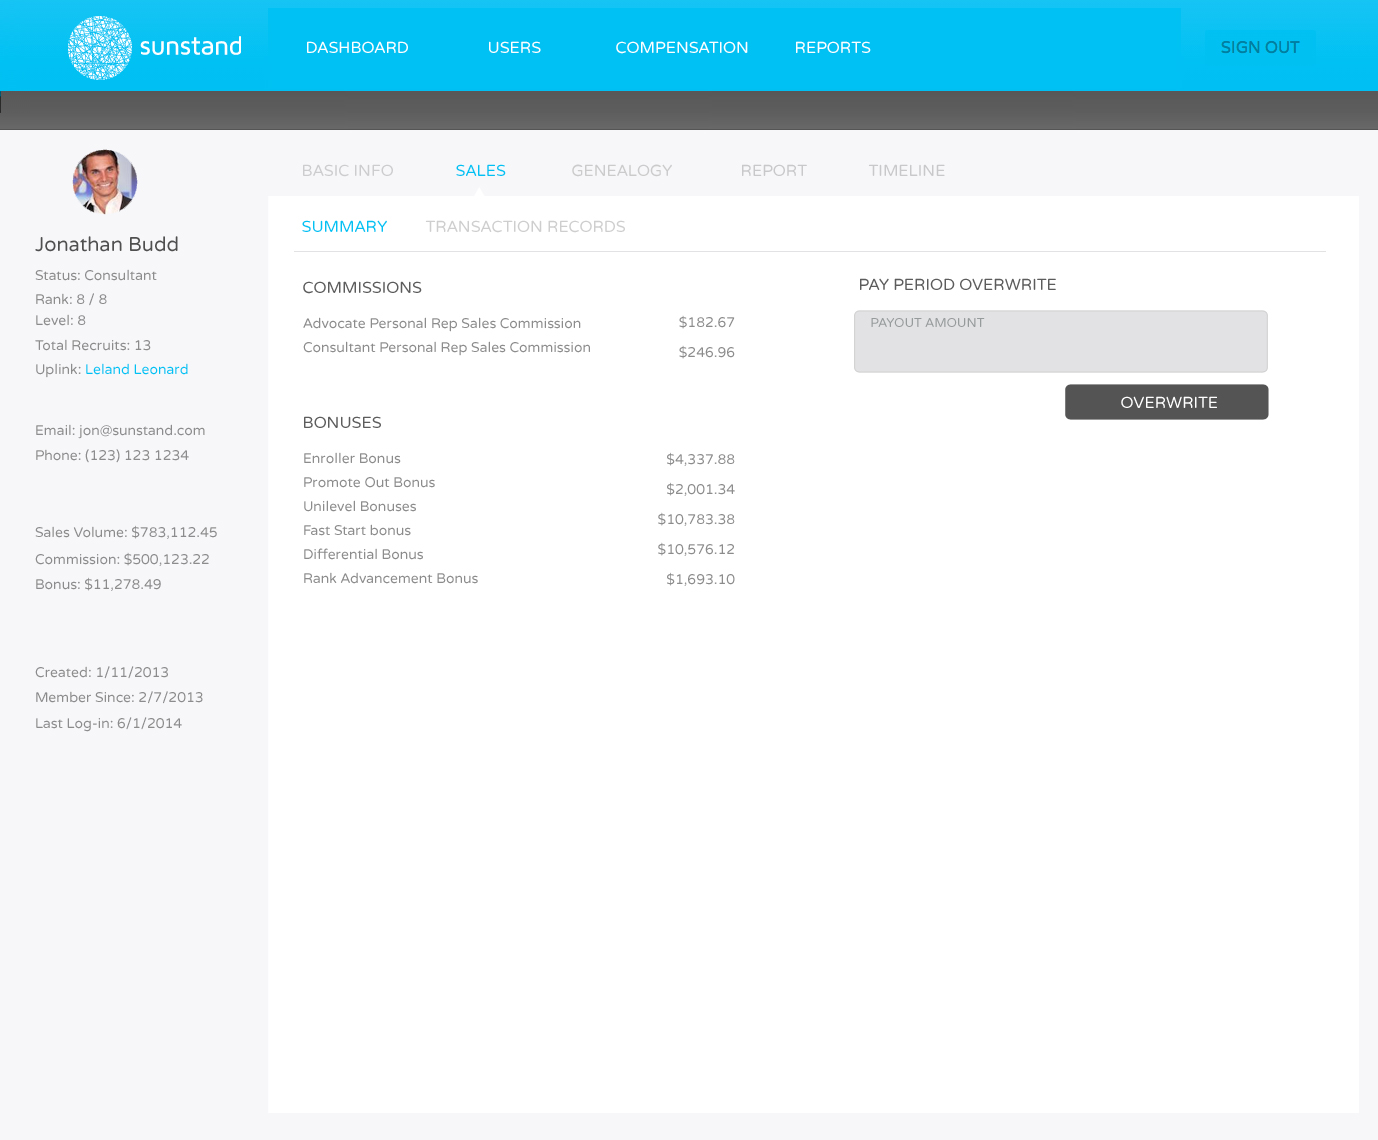 sunstand
DASHBOARD USERS COMPENSATION REPORTS SIGN OUT
Jonathan Budd
Status: Consultant
Rank: 8 / 8
Level: 8
Total Recruits: 13
Uplink: Leland Leonard
Email: jon@sunstand.com
Phone: (123) 123 1234
Sales Volume: $783,112.45
Commission: $500,123.22
Bonus: $11,278.49
Created: 1/11/2013
Member Since: 2/7/2013
Last Log-in: 6/1/2014
BASIC INFO SALES GENEALOGY REPORT TIMELINE
SUMMARY TRANSACTION RECORDS
COMMISSIONS
Advocate Personal Rep Sales Commission $182.67
Consultant Personal Rep Sales Commission $246.96
BONUSES
Enroller Bonus $4,337.88
Promote Out Bonus $2,001.34
Unilevel Bonuses $10,783.38
Fast Start bonus
Differential Bonus $10,576.12
Rank Advancement Bonus $1,693.10
PAY PERIOD OVERWRITE
PAYOUT AMOUNT
OVERWRITE